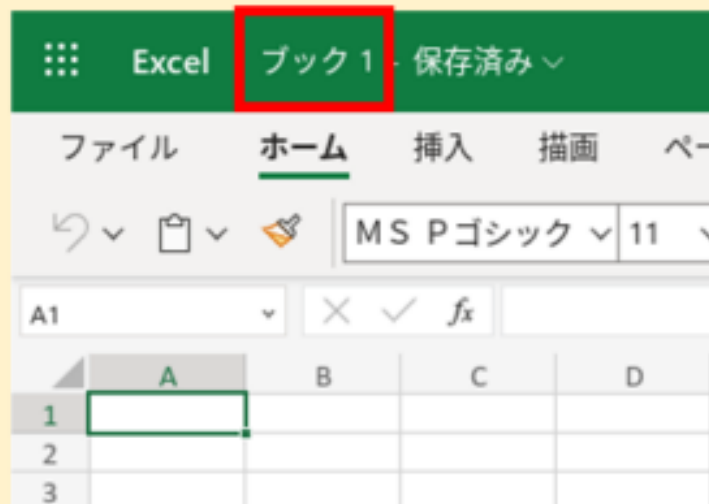 Excel ブック 1 - 保存済み
ファイル ホーム 挿入 描画 ペー
ＭＳ Ｐゴシック 11
A1 fx
A B C D
1
2
3